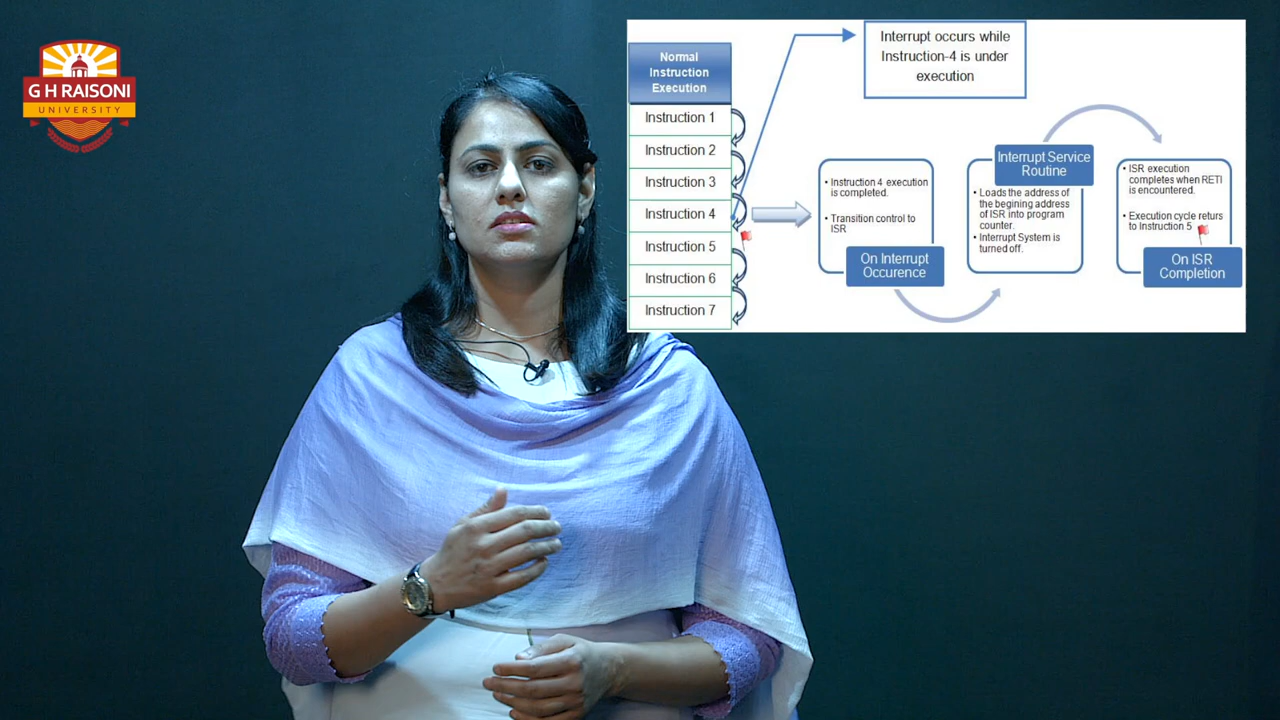 G H RAISONI
UNIVERSITY
Normal
Instruction
Execution
Instruction 1
Instruction 2
Instruction 3
Instruction 4
Instruction 5
Instruction 6
Instruction 7
Interrupt occurs while
Instruction-4 is under
execution
• Instruction 4 execution
is completed.
• Transition control to
ISR
On Interrupt
Occurence
Interrupt Service
Routine
• Loads the address of
the begining address
of ISR into program
counter.
• Interrupt System is
turned off.
• ISR execution
completes when RETI
is encountered.
• Execution cycle returs
to Instruction 5
On ISR
Completion